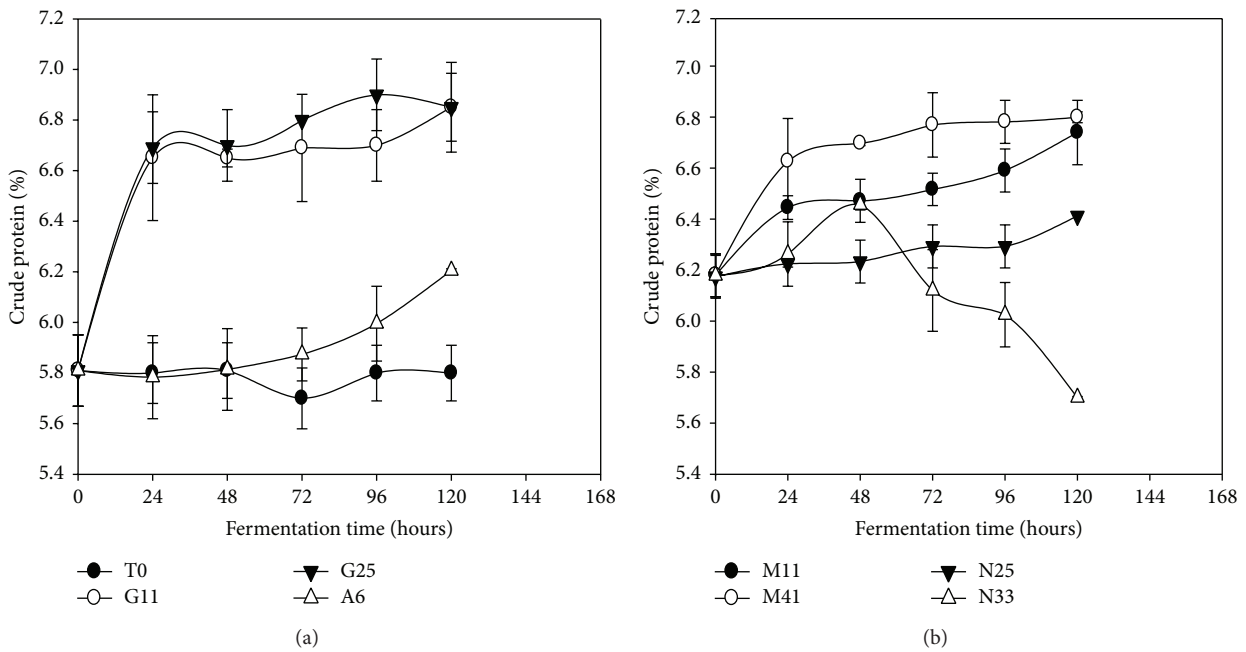 7.2
7.0
6.8
6.6
6.4
6.2
6.0
5.8
5.6
5.4
Crude protein (%)
0 24 48 72 96 120 144 168
Fermentation time (hours)
T0 G25
G11 A6
(a)
7.2
7.0
6.8
6.6
6.4
6.2
6.0
5.8
5.6
5.4
Crude protein (%)
0 24 48 72 96 120 144 168
Fermentation time (hours)
M11 N25
M41 N33
(b)